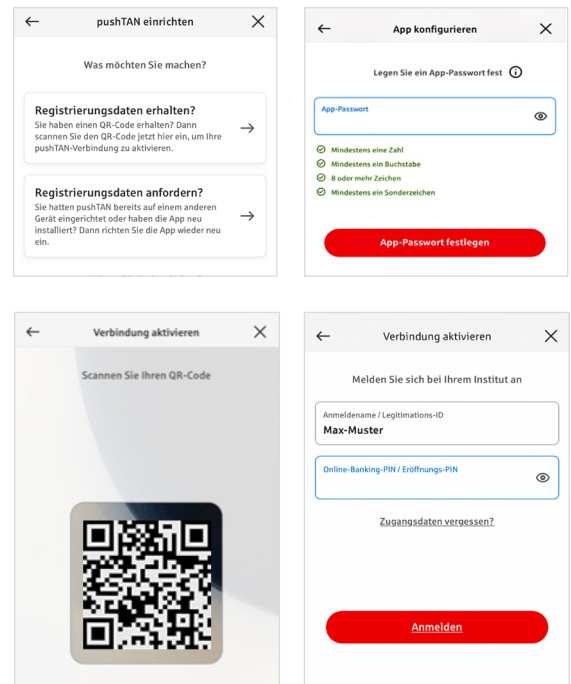 pushTAN einrichten
Was möchten Sie machen?
Registrierungsdaten erhalten?
Sie haben einen QR-Code erhalten? Dann
scannen Sie den QR-Code jetzt hier ein, um Ihre
pushTAN-Verbindung zu aktivieren.
Registrierungsdaten anfordern?
Sie hatten pushTAN bereits auf einem anderen
Gerät eingerichtet oder haben die App neu
installiert? Dann richten Sie die App wieder neu
ein.
App konfigurieren
Legen Sie ein App-Passwort fest
App-Passwort
Mindestens eine Zahl
Mindestens ein Buchstabe
8 oder mehr Zeichen
Mindestens ein Sonderzeichen
App-Passwort festlegen
Verbindung aktivieren
Scannen Sie Ihren QR-Code
Verbindung aktivieren
Melden Sie sich bei Ihrem Institut an
Anmeldename / Legitimations-ID
Max-Muster
Online-Banking-PIN / Eröffnungs-PIN
Zugangsdaten vergessen?
Anmelden